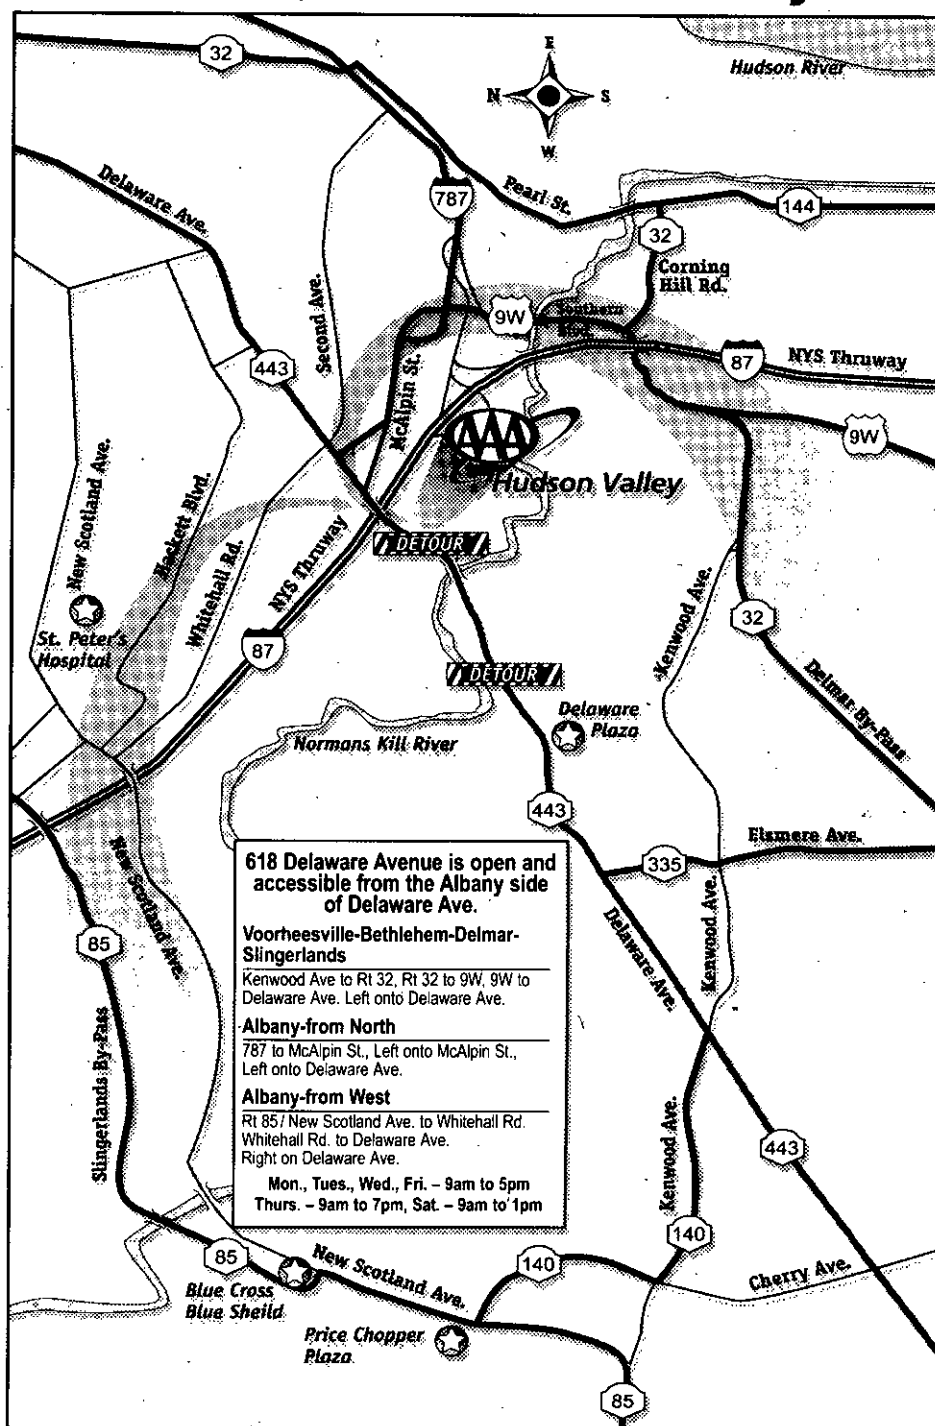 32
Hudson River
E
N
S
W
Delaware Ave.
787
Pearl St.
144
32
Corning
Hill Rd.
Second Ave.
9W
Southern
443
McAlpin St.
87
NYS Thruway
9W
AAA
Hudson Valley
New Scotland Ave.
Hackett Blvd.
Whitehall Rd.
NYS Thruway
DETOUR
St. Peter's
Hospital
87
Kenwood Ave.
32
DETOUR
Delmar By-Pass
Delaware
Plaza
Normans Kill River
443
Elsmere Ave.
335
New Scotland Ave.
85
Delaware Ave.
Kenwood Ave.
618 Delaware Avenue is open and
accessible from the Albany side
of Delaware Ave.
Voorheesville-Bethlehem-Delmar-
Slingerlands
Kenwood Ave to Rt 32, Rt 32 to 9W, 9W to
Delaware Ave. Left onto Delaware Ave.
Albany-from North
787 to McAlpin St., Left onto McAlpin St.,
Left onto Delaware Ave.
Albany-from West
Rt 85/ New Scotland Ave. to Whitehall Rd.
Whitehall Rd. to Delaware Ave.
Right on Delaware Ave.
Mon., Tues., Wed., Fri. – 9am to 5pm
Thurs. – 9am to 7pm, Sat. – 9am to 1pm
Slingerlands By-Pass
Kenwood Ave.
443
140
85
New Scotland Ave.
140
Cherry Ave.
Blue Cross
Blue Sheild
Price Chopper
Plaza
85